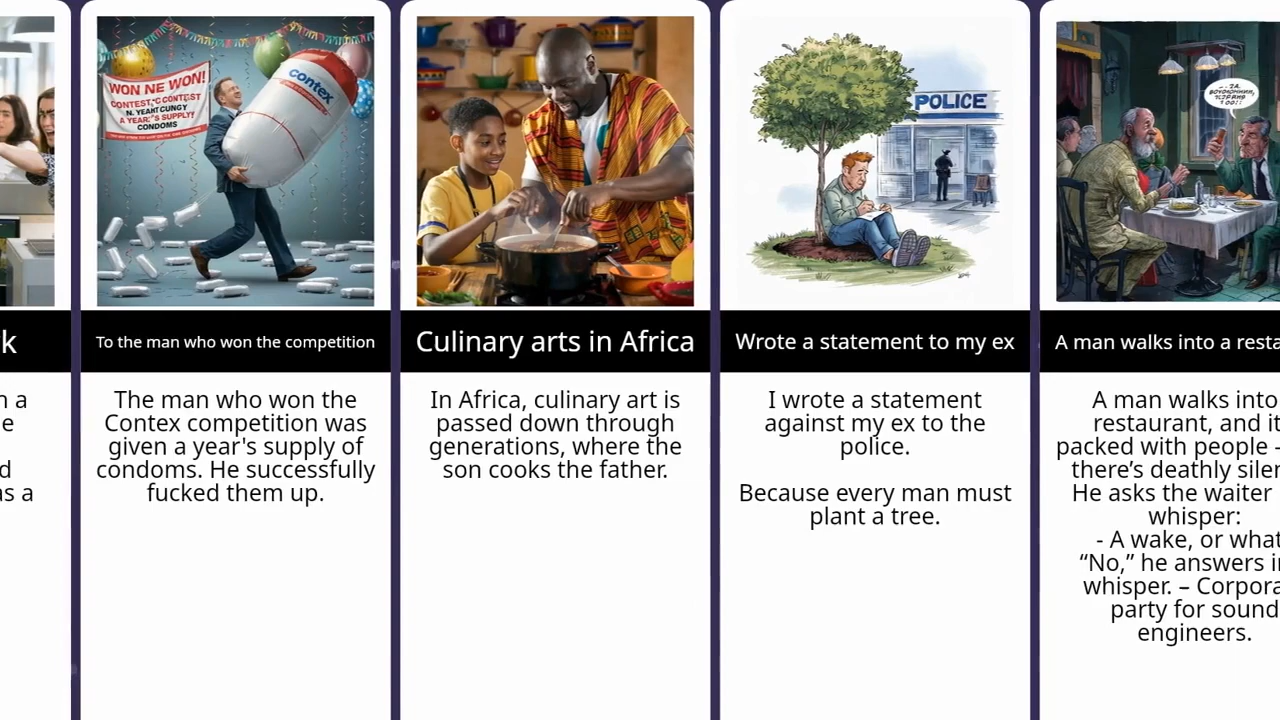 k
n a
e
d
as a
WON NE WON!
CONDOMS
contex
To the man who won the competition
The man who won the
Contex competition was
given a year's supply of
condoms. He successfully
fucked them up.
Culinary arts in Africa
In Africa, culinary art is
passed down through
generations, where the
son cooks the father.
POLICE
Wrote a statement to my ex
I wrote a statement
against my ex to the
police.
Because every man must
plant a tree.
A man walks into a resta
A man walks into
restaurant, and it
packed with people -
there’s deathly siler
He asks the waiter
whisper:
- A wake, or what
“No,” he answers i
whisper. – Corpora
party for sound
engineers.